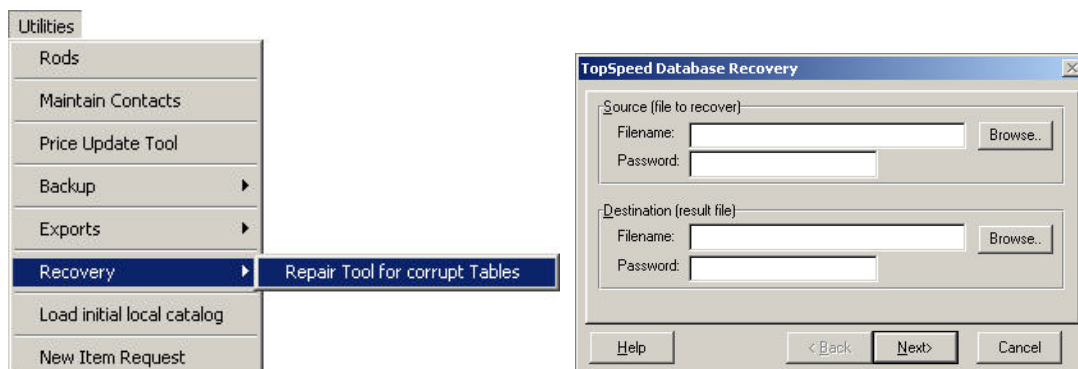 Utilities
Rods
Maintain Contacts
Price Update Tool
Backup
Exports
Recovery
Repair Tool for corrupt Tables
Load initial local catalog
New Item Request
TopSpeed Database Recovery
Source (file to recover)
Filename:
Browse..
Password:
Destination (result file)
Filename:
Browse..
Password:
Help
< Back
Next>
Cancel